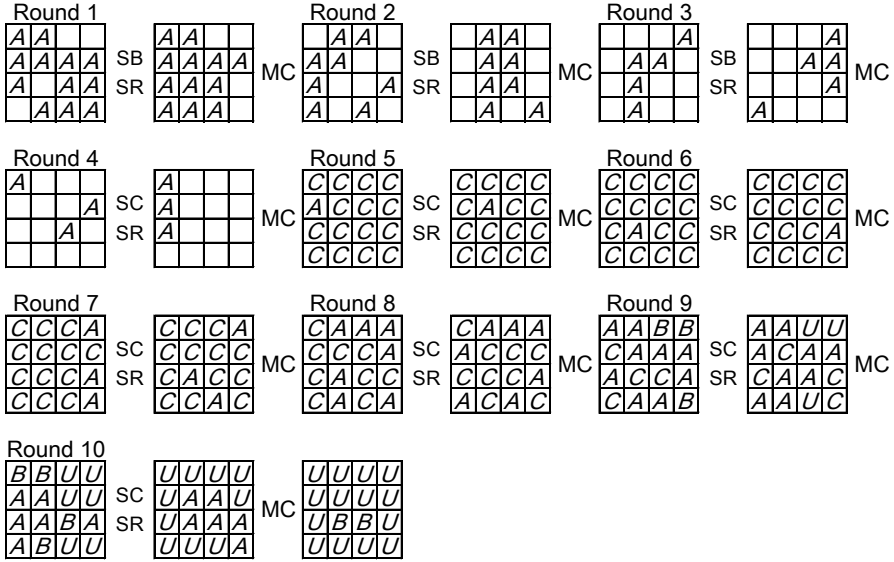 Round 1 Round 2 Round 3
A A A A A A A A A A
A A A A SB A A A A MC A A SB A A MC A A SB A A MC
A A A SR A A A A A SR A A A SR A
A A A A A A A A A A A A
Round 4 Round 5 Round 6
A A C C C C C C C C C C C C C C C C
A SC A MC A C C C SC C A C C MC C C C C SC C C C C MC
A SR A C C C C SR C C C C C A C C SR C C C A
C C C C C C C C C C C C C C C C
Round 7 Round 8 Round 9
C C C A C C C A C A A A C A A A A A B B A A U U
C C C C SC C C C C MC C C C A SC A C C C MC C A A A SC A C A A MC
C C C A SR C A C C C A C C SR C C C A A C C A SR C A A C
C C C A C C A C C A C A A C A C C A A B A A U C
Round 10
B B U U U U U U U U U U
A A U U SC U A A U MC U U U U
A A B A SR U A A A U B B U
A B U U U U U A U U U U